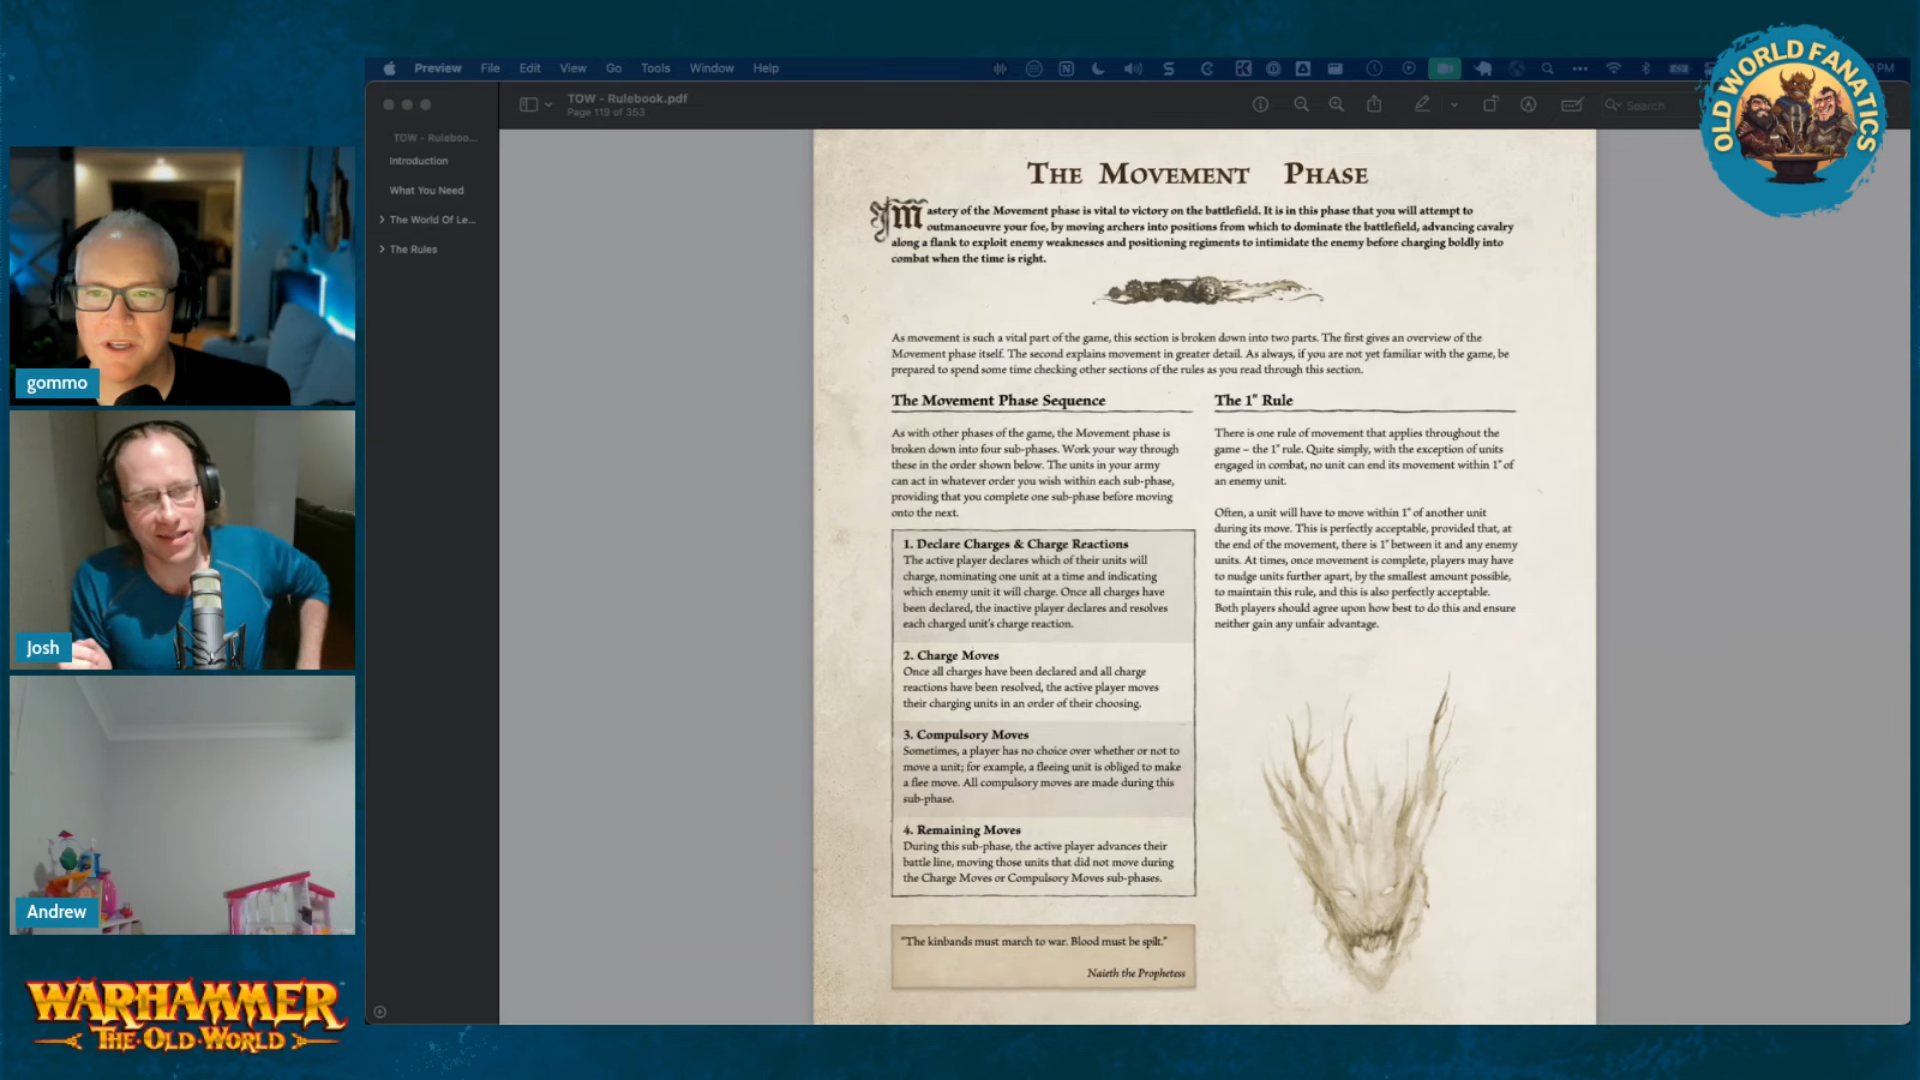 Preview File Edit View Go Tools Window Help
PM
TOW - Rulebook.pdf
Page 119 of 353
Search
OLD WORLD FANATICS
TOW - Ruleboo...
Introduction
What You Need
The World Of Le...
The Rules
gommo
Josh
Andrew
WARHAMMER
THE OLD WORLD
THE MOVEMENT PHASE
Mastery of the Movement phase is vital to victory on the battlefield. It is in this phase that you will attempt to
outmanoeuvre your foe, by moving archers into positions from which to dominate the battlefield, advancing cavalry
along a flank to exploit enemy weaknesses and positioning regiments to intimidate the enemy before charging boldly into
combat when the time is right.
As movement is such a vital part of the game, this section is broken down into two parts. The first gives an overview of the
Movement phase itself. The second explains movement in greater detail. As always, if you are not yet familiar with the game, be
prepared to spend some time checking other sections of the rules as you read through this section.
The Movement Phase Sequence
As with other phases of the game, the Movement phase is
broken down into four sub-phases. Work your way through
these in the order shown below. The units in your army
can act in whatever order you wish within each sub-phase,
providing that you complete one sub-phase before moving
onto the next.
1. Declare Charges & Charge Reactions
The active player declares which of their units will
charge, nominating one unit at a time and indicating
which enemy unit it will charge. Once all charges have
been declared, the inactive player declares and resolves
each charged unit's charge reaction.
2. Charge Moves
Once all charges have been declared and all charge
reactions have been resolved, the active player moves
their charging units in an order of their choosing.
3. Compulsory Moves
Sometimes, a player has no choice over whether or not to
move a unit; for example, a fleeing unit is obliged to make
a flee move. All compulsory moves are made during this
sub-phase.
4. Remaining Moves
During this sub-phase, the active player advances their
battle line, moving those units that did not move during
the Charge Moves or Compulsory Moves sub-phases.
"The kinbands must march to war. Blood must be spilt."
Naieth the Prophetess
The 1" Rule
There is one rule of movement that applies throughout the
game – the 1" rule. Quite simply, with the exception of units
engaged in combat, no unit can end its movement within 1" of
an enemy unit.
Often, a unit will have to move within 1" of another unit
during its move. This is perfectly acceptable, provided that, at
the end of the movement, there is 1" between it and any enemy
units. At times, once movement is complete, players may have
to nudge units further apart, by the smallest amount possible,
to maintain this rule, and this is also perfectly acceptable.
Both players should agree upon how best to do this and ensure
neither gain any unfair advantage.